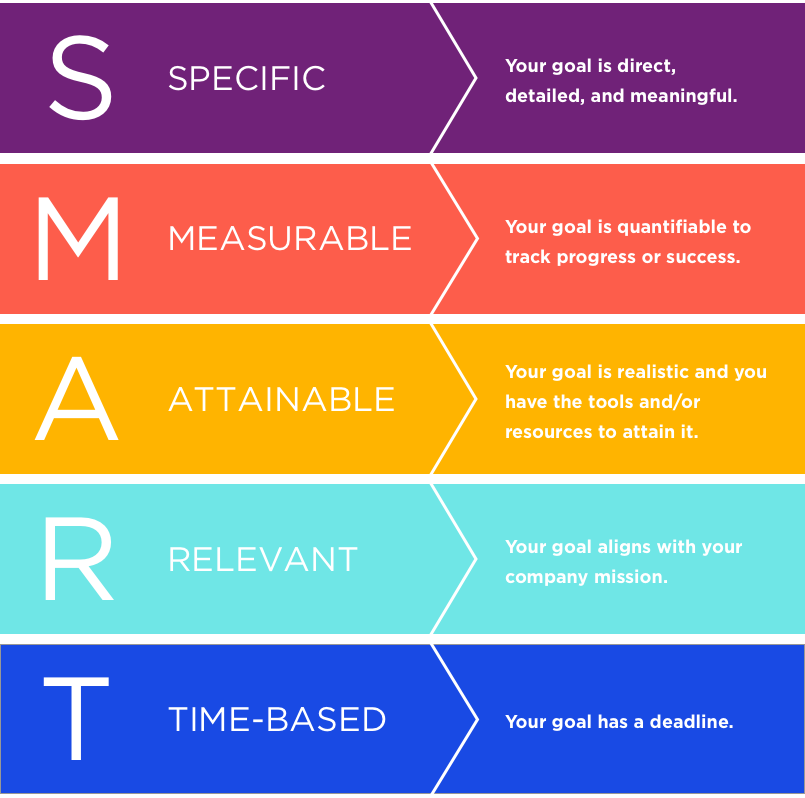 S
SPECIFIC
Your goal is direct,
detailed, and meaningful.
M
MEASURABLE
Your goal is quantifiable to
track progress or success.
A
ATTAINABLE
Your goal is realistic and you
have the tools and/or
resources to attain it.
R
RELEVANT
Your goal aligns with your
company mission.
T
TIME-BASED
Your goal has a deadline.